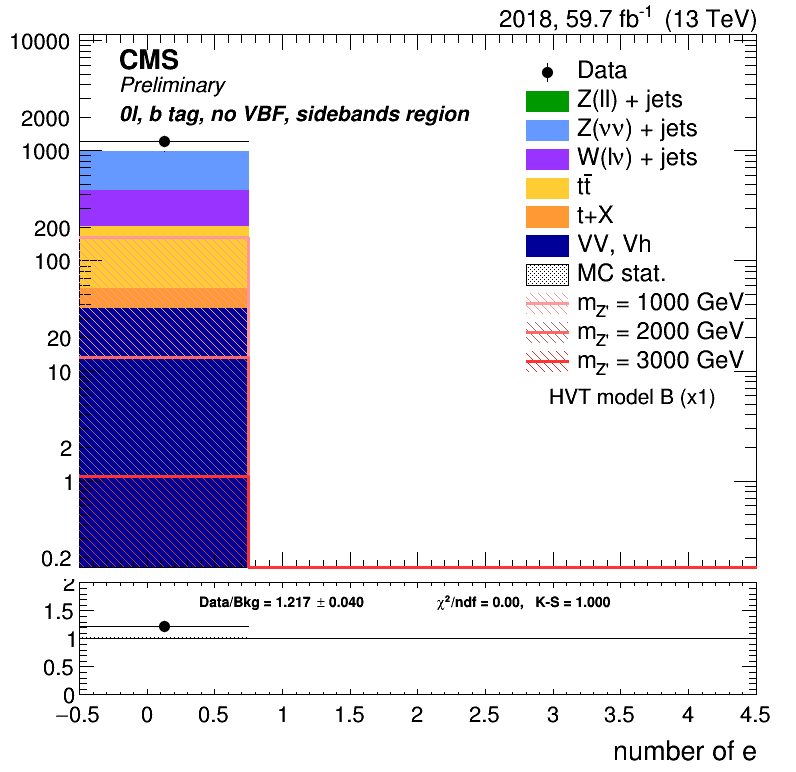 2018, 59.7 fb⁻¹ (13 TeV)
CMS
Preliminary
0l, b tag, no VBF, sidebands region
Data
Z(ll) + jets
Z(νν) + jets
W(lν) + jets
tt̄
t+X
VV, Vh
MC stat.
m_Z' = 1000 GeV
m_Z' = 2000 GeV
m_Z' = 3000 GeV
HVT model B (x1)
10000
2000
1000
200
100
20
10
2
1
0.2
Data/Bkg = 1.217 ± 0.040 χ²/ndf = 0.00, K-S = 1.000
2
1.5
1
0.5
0
−0.5 0 0.5 1 1.5 2 2.5 3 3.5 4 4.5
number of e